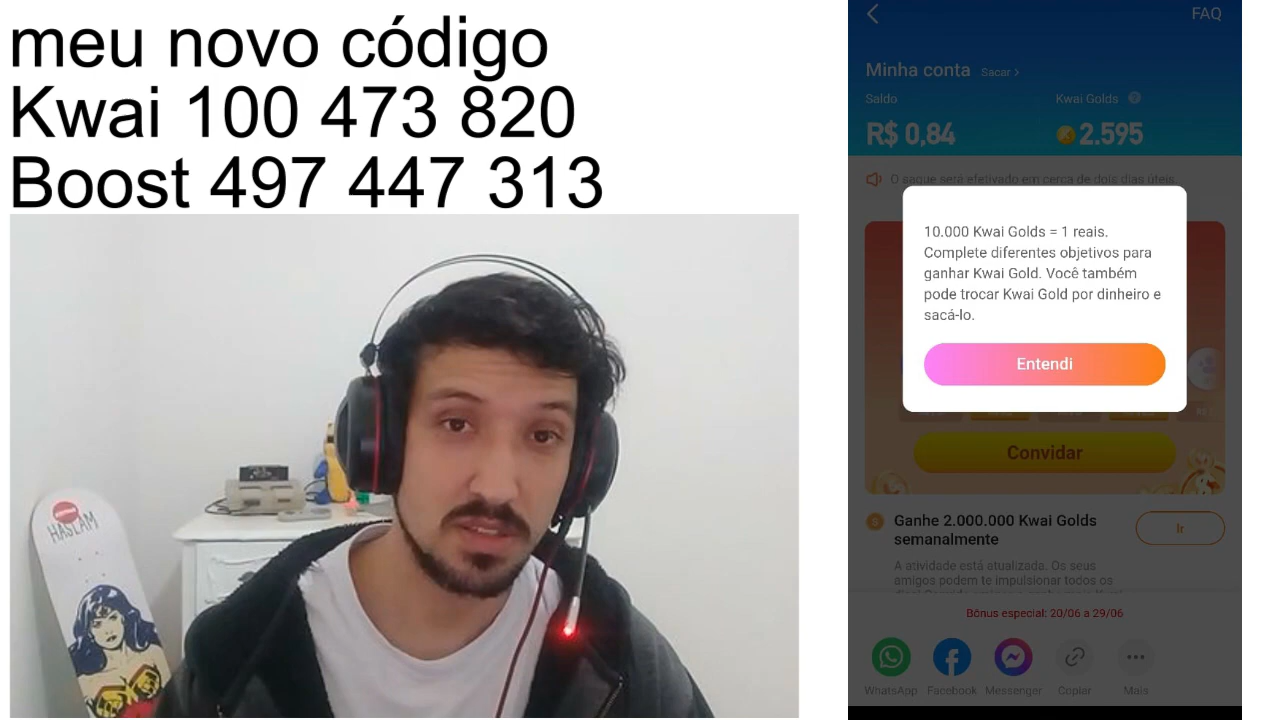 meu novo código
Kwai 100 473 820
Boost 497 447 313
HASLAM
FAQ
Minha conta Sacar >
Saldo
Kwai Golds
R$ 0,84
2.595
O saque será efetivado em cerca de dois dias úteis.
10.000 Kwai Golds = 1 reais.
Complete diferentes objetivos para
ganhar Kwai Gold. Você também
pode trocar Kwai Gold por dinheiro e
sacá-lo.
Entendi
Convidar
Ganhe 2.000.000 Kwai Golds
semanalmente
Ir
A atividade está atualizada. Os seus
amigos podem te impulsionar todos os
Bônus especial: 20/06 a 29/06
WhatsApp Facebook Messenger Copiar Mais